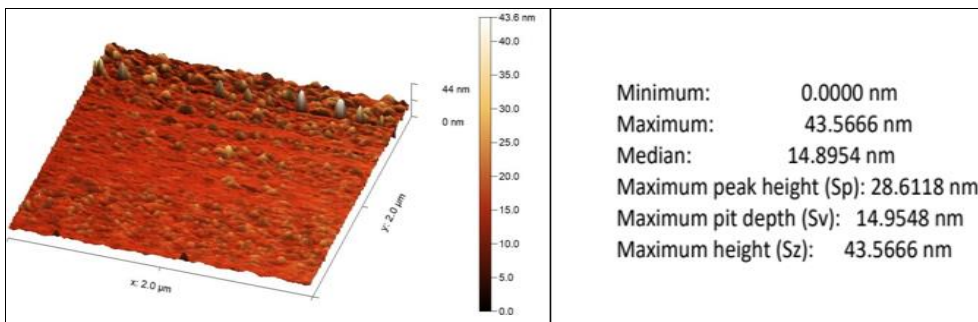 43.6 nm
40.0
35.0
30.0
25.0
20.0
15.0
10.0
5.0
0.0
44 nm
0 nm
y: 2.0 µm
x: 2.0 µm
Minimum: 0.0000 nm
Maximum: 43.5666 nm
Median: 14.8954 nm
Maximum peak height (Sp): 28.6118 nm
Maximum pit depth (Sv): 14.9548 nm
Maximum height (Sz): 43.5666 nm